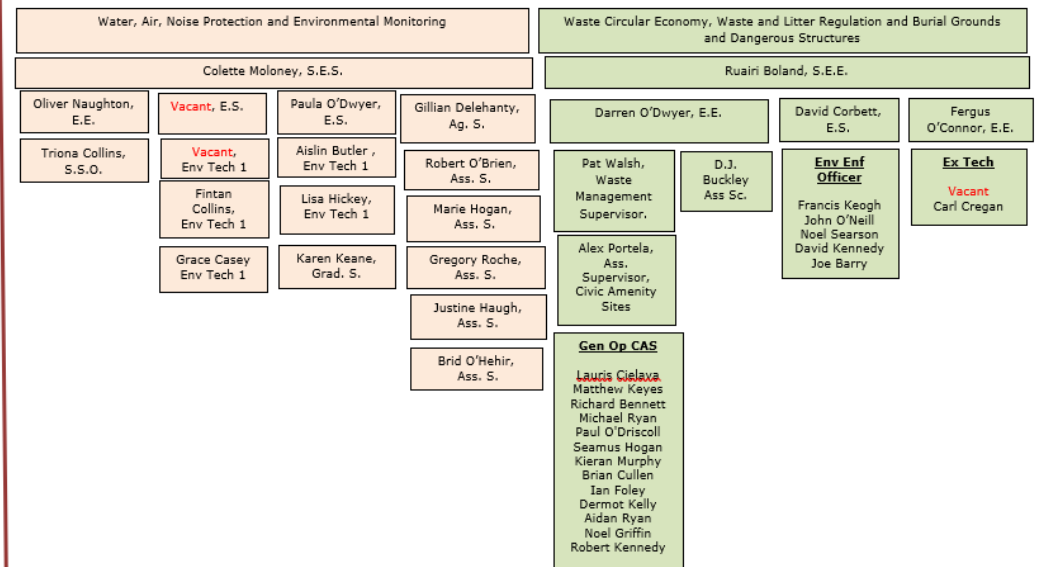 Water, Air, Noise Protection and Environmental Monitoring
Waste Circular Economy, Waste and Litter Regulation and Burial Grounds
and Dangerous Structures
Colette Moloney, S.E.S.
Ruairi Boland, S.E.E.
Oliver Naughton,
E.E.
Triona Collins,
S.S.O.
Vacant, E.S.
Vacant,
Env Tech 1
Fintan
Collins,
Env Tech 1
Grace Casey
Env Tech 1
Paula O'Dwyer,
E.S.
Aislin Butler ,
Env Tech 1
Lisa Hickey,
Env Tech 1
Karen Keane,
Grad. S.
Gillian Delehanty,
Ag. S.
Robert O'Brien,
Ass. S.
Marie Hogan,
Ass. S.
Gregory Roche,
Ass. S.
Justine Haugh,
Ass. S.
Brid O'Hehir,
Ass. S.
Darren O'Dwyer, E.E.
Pat Walsh,
Waste
Management
Supervisor.
Alex Portela,
Ass.
Supervisor,
Civic Amenity
Sites
Gen Op CAS
Lauris Cielava
Matthew Keyes
Richard Bennett
Michael Ryan
Paul O'Driscoll
Seamus Hogan
Kieran Murphy
Brian Cullen
Ian Foley
Dermot Kelly
Aidan Ryan
Noel Griffin
Robert Kennedy
D.J.
Buckley
Ass Sc.
David Corbett,
E.S.
Env Enf
Officer
Francis Keogh
John O'Neill
Noel Searson
David Kennedy
Joe Barry
Fergus
O'Connor, E.E.
Ex Tech
Vacant
Carl Cregan